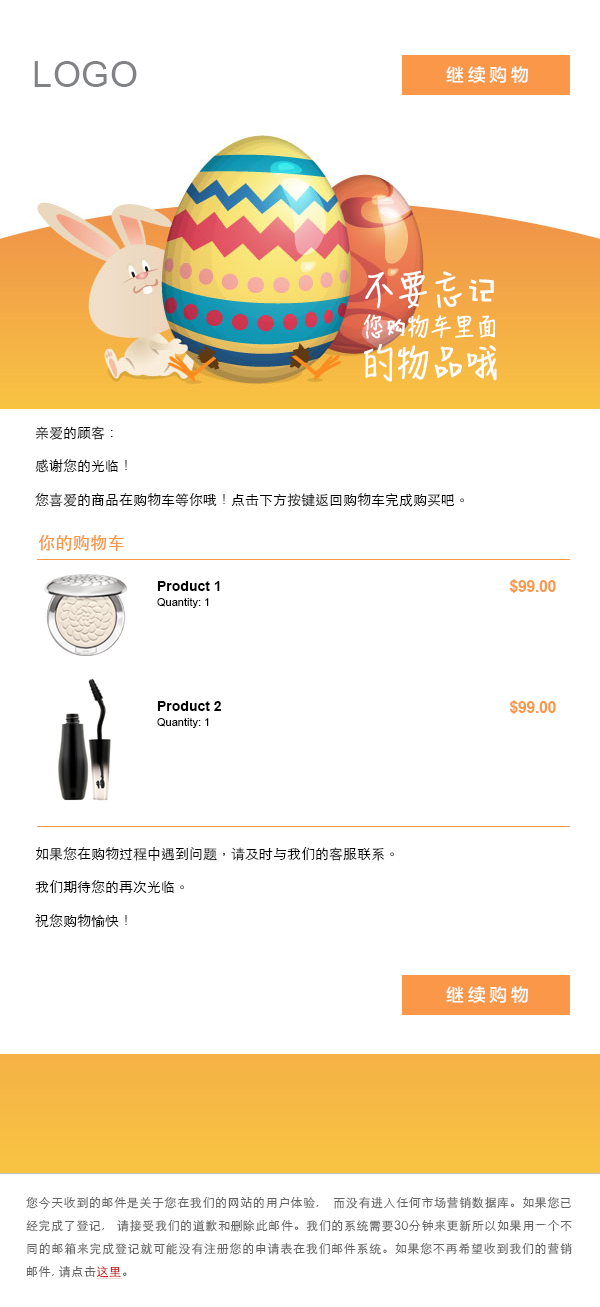 LOGO
继续购物
不要忘记
您购物车里面
的物品哦
亲爱的顾客：
感谢您的光临！
您喜爱的商品在购物车等你哦！点击下方按键返回购物车完成购买吧。
你的购物车
Product 1
$99.00
Quantity: 1
Product 2
$99.00
Quantity: 1
如果您在购物过程中遇到问题，请及时与我们的客服联系。
我们期待您的再次光临。
祝您购物愉快！
继续购物
您今天收到的邮件是关于您在我们的网站的用户体验， 而没有进入任何市场营销数据库。如果您已
经完成了登记， 请接受我们的道歉和删除此邮件。我们的系统需要30分钟来更新所以如果用一个不
同的邮箱来完成登记就可能没有注册您的申请表在我们邮件系统。如果您不再希望收到我们的营销
邮件, 请点击这里。